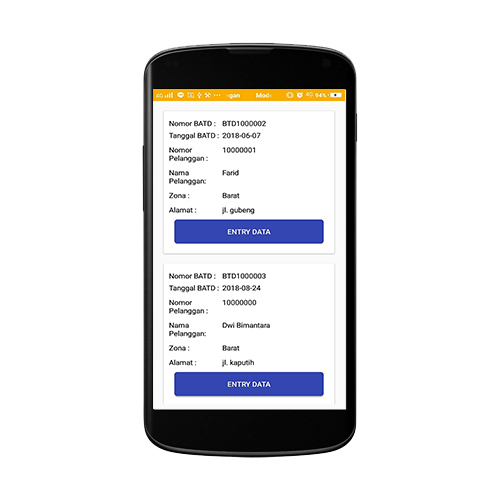 4G ... gan Mode 4G 94%
Nomor BATD : BTD1000002
Tanggal BATD : 2018-06-07
Nomor Pelanggan : 10000001
Nama Pelanggan: Farid
Zona : Barat
Alamat : jl. gubeng
ENTRY DATA
Nomor BATD : BTD1000003
Tanggal BATD : 2018-08-24
Nomor Pelanggan : 10000000
Nama Pelanggan: Dwi Bimantara
Zona : Barat
Alamat : jl. kaputih
ENTRY DATA